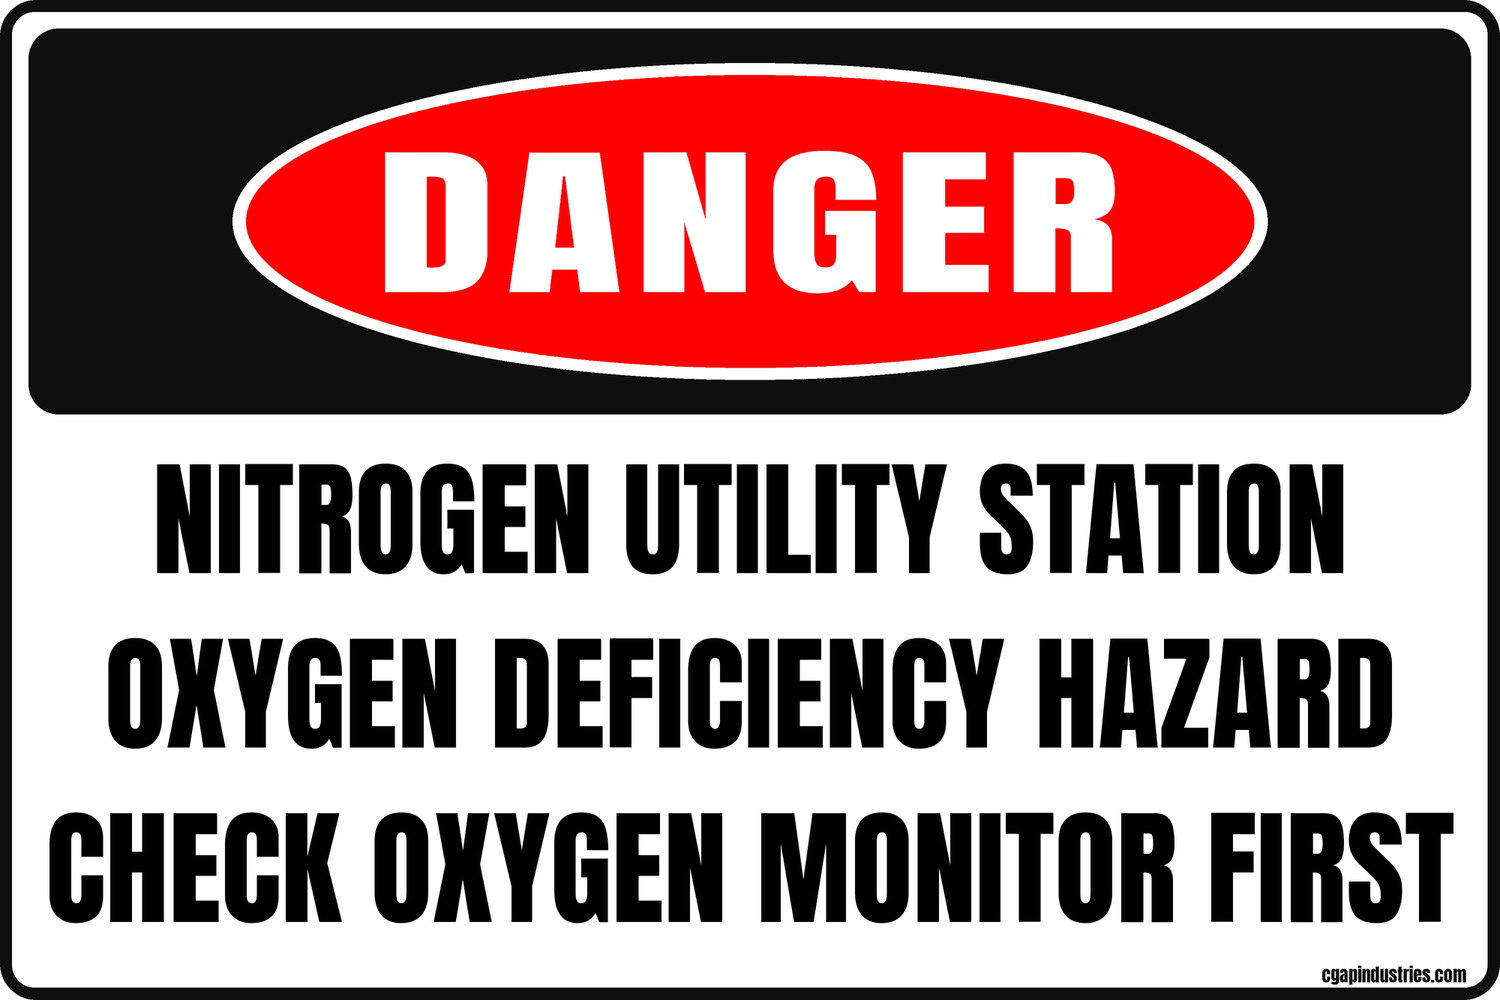 DANGER
NITROGEN UTILITY STATION
OXYGEN DEFICIENCY HAZARD
CHECK OXYGEN MONITOR FIRST
cgapindustries.com